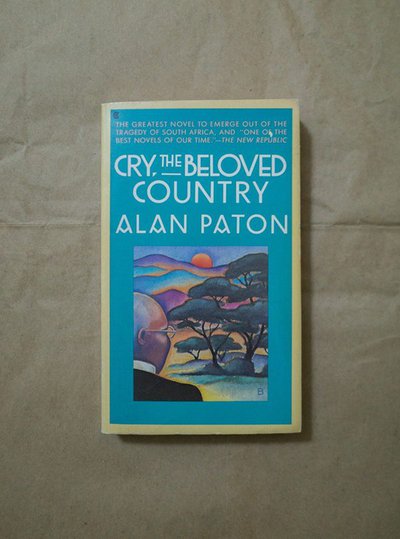 THE GREATEST NOVEL TO EMERGE OUT OF THE
TRAGEDY OF SOUTH AFRICA, AND "ONE OF THE
BEST NOVELS OF OUR TIME."—THE NEW REPUBLIC
CRY, THE BELOVED
COUNTRY
ALAN PATON